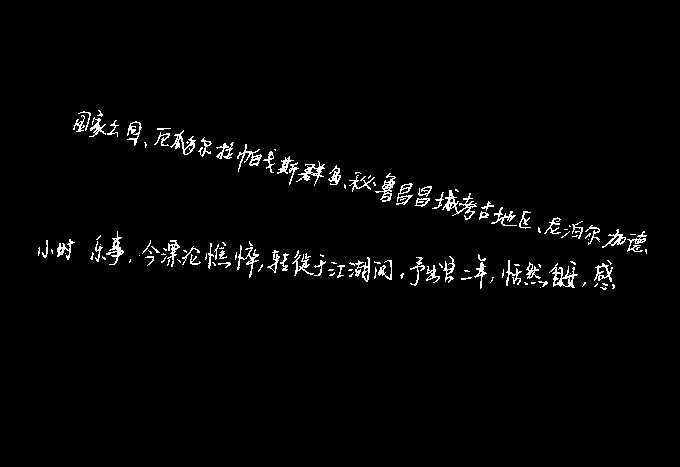 国家公园、厄瓜多尔拉帕戈斯群岛、秘鲁昌昌城考古地区、尼泊尔加德
小时乐事,今漂沦憔悴,转徙于江湖间,予出官二年,恬然自安,感